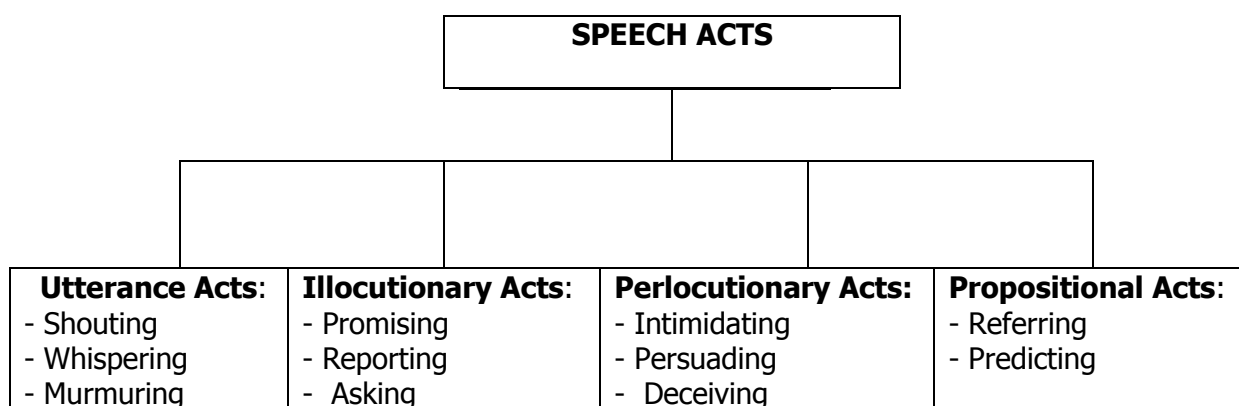 SPEECH ACTS
Utterance Acts:
- Shouting
- Whispering
- Murmuring
Illocutionary Acts:
- Promising
- Reporting
- Asking
Perlocutionary Acts:
- Intimidating
- Persuading
- Deceiving
Propositional Acts:
- Referring
- Predicting